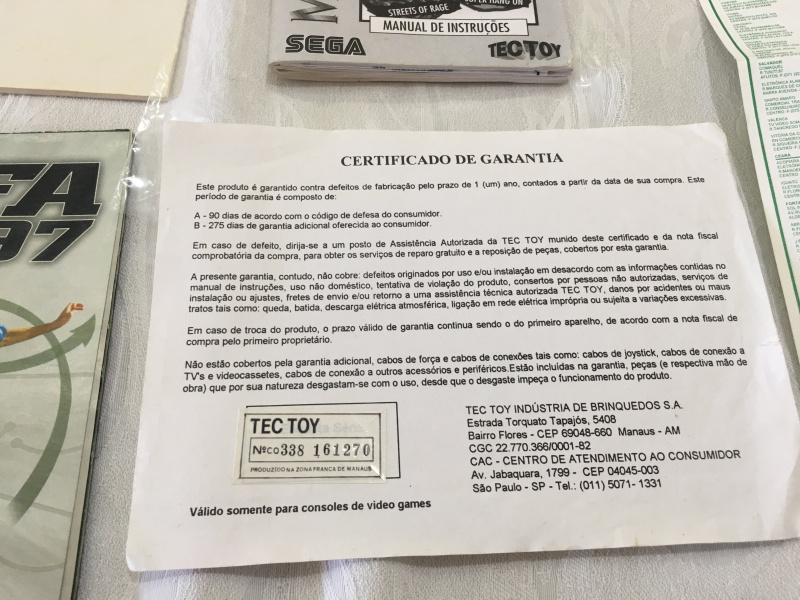 STREETS OF RAGE
SUPER HANG ON
MANUAL DE INSTRUÇÕES
SEGA
TECTOY
FA
97
CERTIFICADO DE GARANTIA
Este produto é garantido contra defeitos de fabricação pelo prazo de 1 (um) ano, contados a partir da data de sua compra. Este
período de garantia é composto de:
A - 90 dias de acordo com o código de defesa do consumidor.
B - 275 dias de garantia adicional oferecida ao consumidor.
Em caso de defeito, dirija-se a um posto de Assistência Autorizada da TEC TOY munido deste certificado e da nota fiscal
comprobatória da compra, para obter os serviços de reparo gratuito e a reposição de peças, cobertos por esta garantia.
A presente garantia, contudo, não cobre: defeitos originados por uso e/ou instalação em desacordo com as informações contidas no
manual de instruções, uso não doméstico, tentativa de violação do produto, consertos por pessoas não autorizadas, serviços de
instalação ou ajustes, fretes de envio e/ou retorno a uma assistência técnica autorizada TEC TOY, danos por acidentes ou maus
tratos tais como: queda, batida, descarga elétrica atmosférica, ligação em rede elétrica imprópria ou sujeita a variações excessivas.
Em caso de troca do produto, o prazo válido de garantia continua sendo o do primeiro aparelho, de acordo com a nota fiscal de
compra pelo primeiro proprietário.
Não estão cobertos pela garantia adicional, cabos de força e cabos de conexões tais como: cabos de joystick, cabos de conexão a
TV's e videocassetes, cabos de conexão a outros acessórios e periféricos.Estão incluídas na garantia, peças (e respectiva mão de
obra) que por sua natureza desgastam-se com o uso, desde que o desgaste impeça o funcionamento do produto.
TEC TOY
Nº CO 338 161270
PRODUZIDO NA ZONA FRANCA DE MANAUS
Válido somente para consoles de video games
TEC TOY INDÚSTRIA DE BRINQUEDOS S.A.
Estrada Torquato Tapajós, 5408
Bairro Flores - CEP 69048-660 Manaus - AM
CGC 22.770.366/0001-82
CAC - CENTRO DE ATENDIMENTO AO CONSUMIDOR
Av. Jabaquara, 1799 - CEP 04045-003
São Paulo - SP - Tel.: (011) 5071- 1331
SALVADOR
CEARÁ